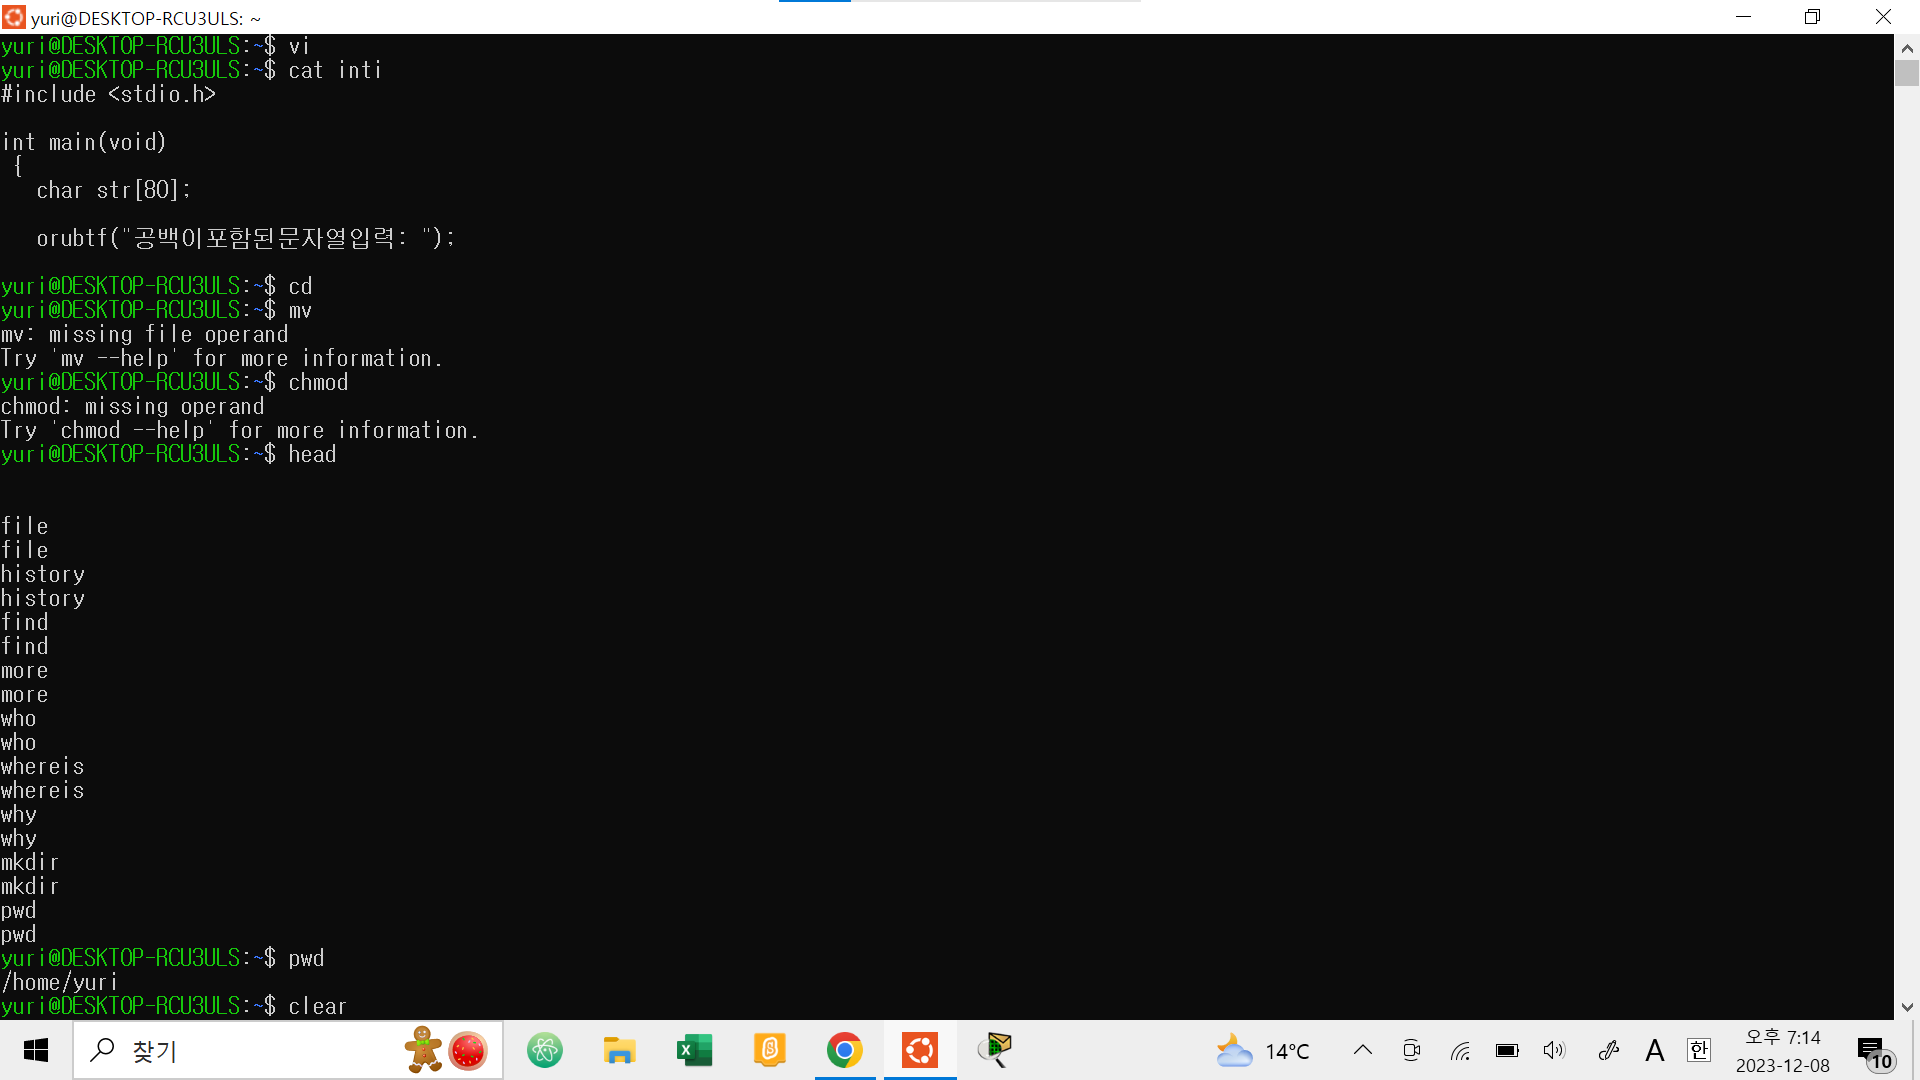 yuri@DESKTOP-RCU3ULS: ~
yuri@DESKTOP-RCU3ULS:~$ vi
yuri@DESKTOP-RCU3ULS:~$ cat inti
#include <stdio.h>
int main(void)
{
char str[80];
orubtf("공백이포함된문자열입력: ");
yuri@DESKTOP-RCU3ULS:~$ cd
yuri@DESKTOP-RCU3ULS:~$ mv
mv: missing file operand
Try 'mv --help' for more information.
yuri@DESKTOP-RCU3ULS:~$ chmod
chmod: missing operand
Try 'chmod --help' for more information.
yuri@DESKTOP-RCU3ULS:~$ head
file
file
history
history
find
find
more
more
who
who
whereis
whereis
why
why
mkdir
mkdir
pwd
pwd
yuri@DESKTOP-RCU3ULS:~$ pwd
/home/yuri
yuri@DESKTOP-RCU3ULS:~$ clear
찾기
14℃
A
한
오후 7:14
2023-12-08
10